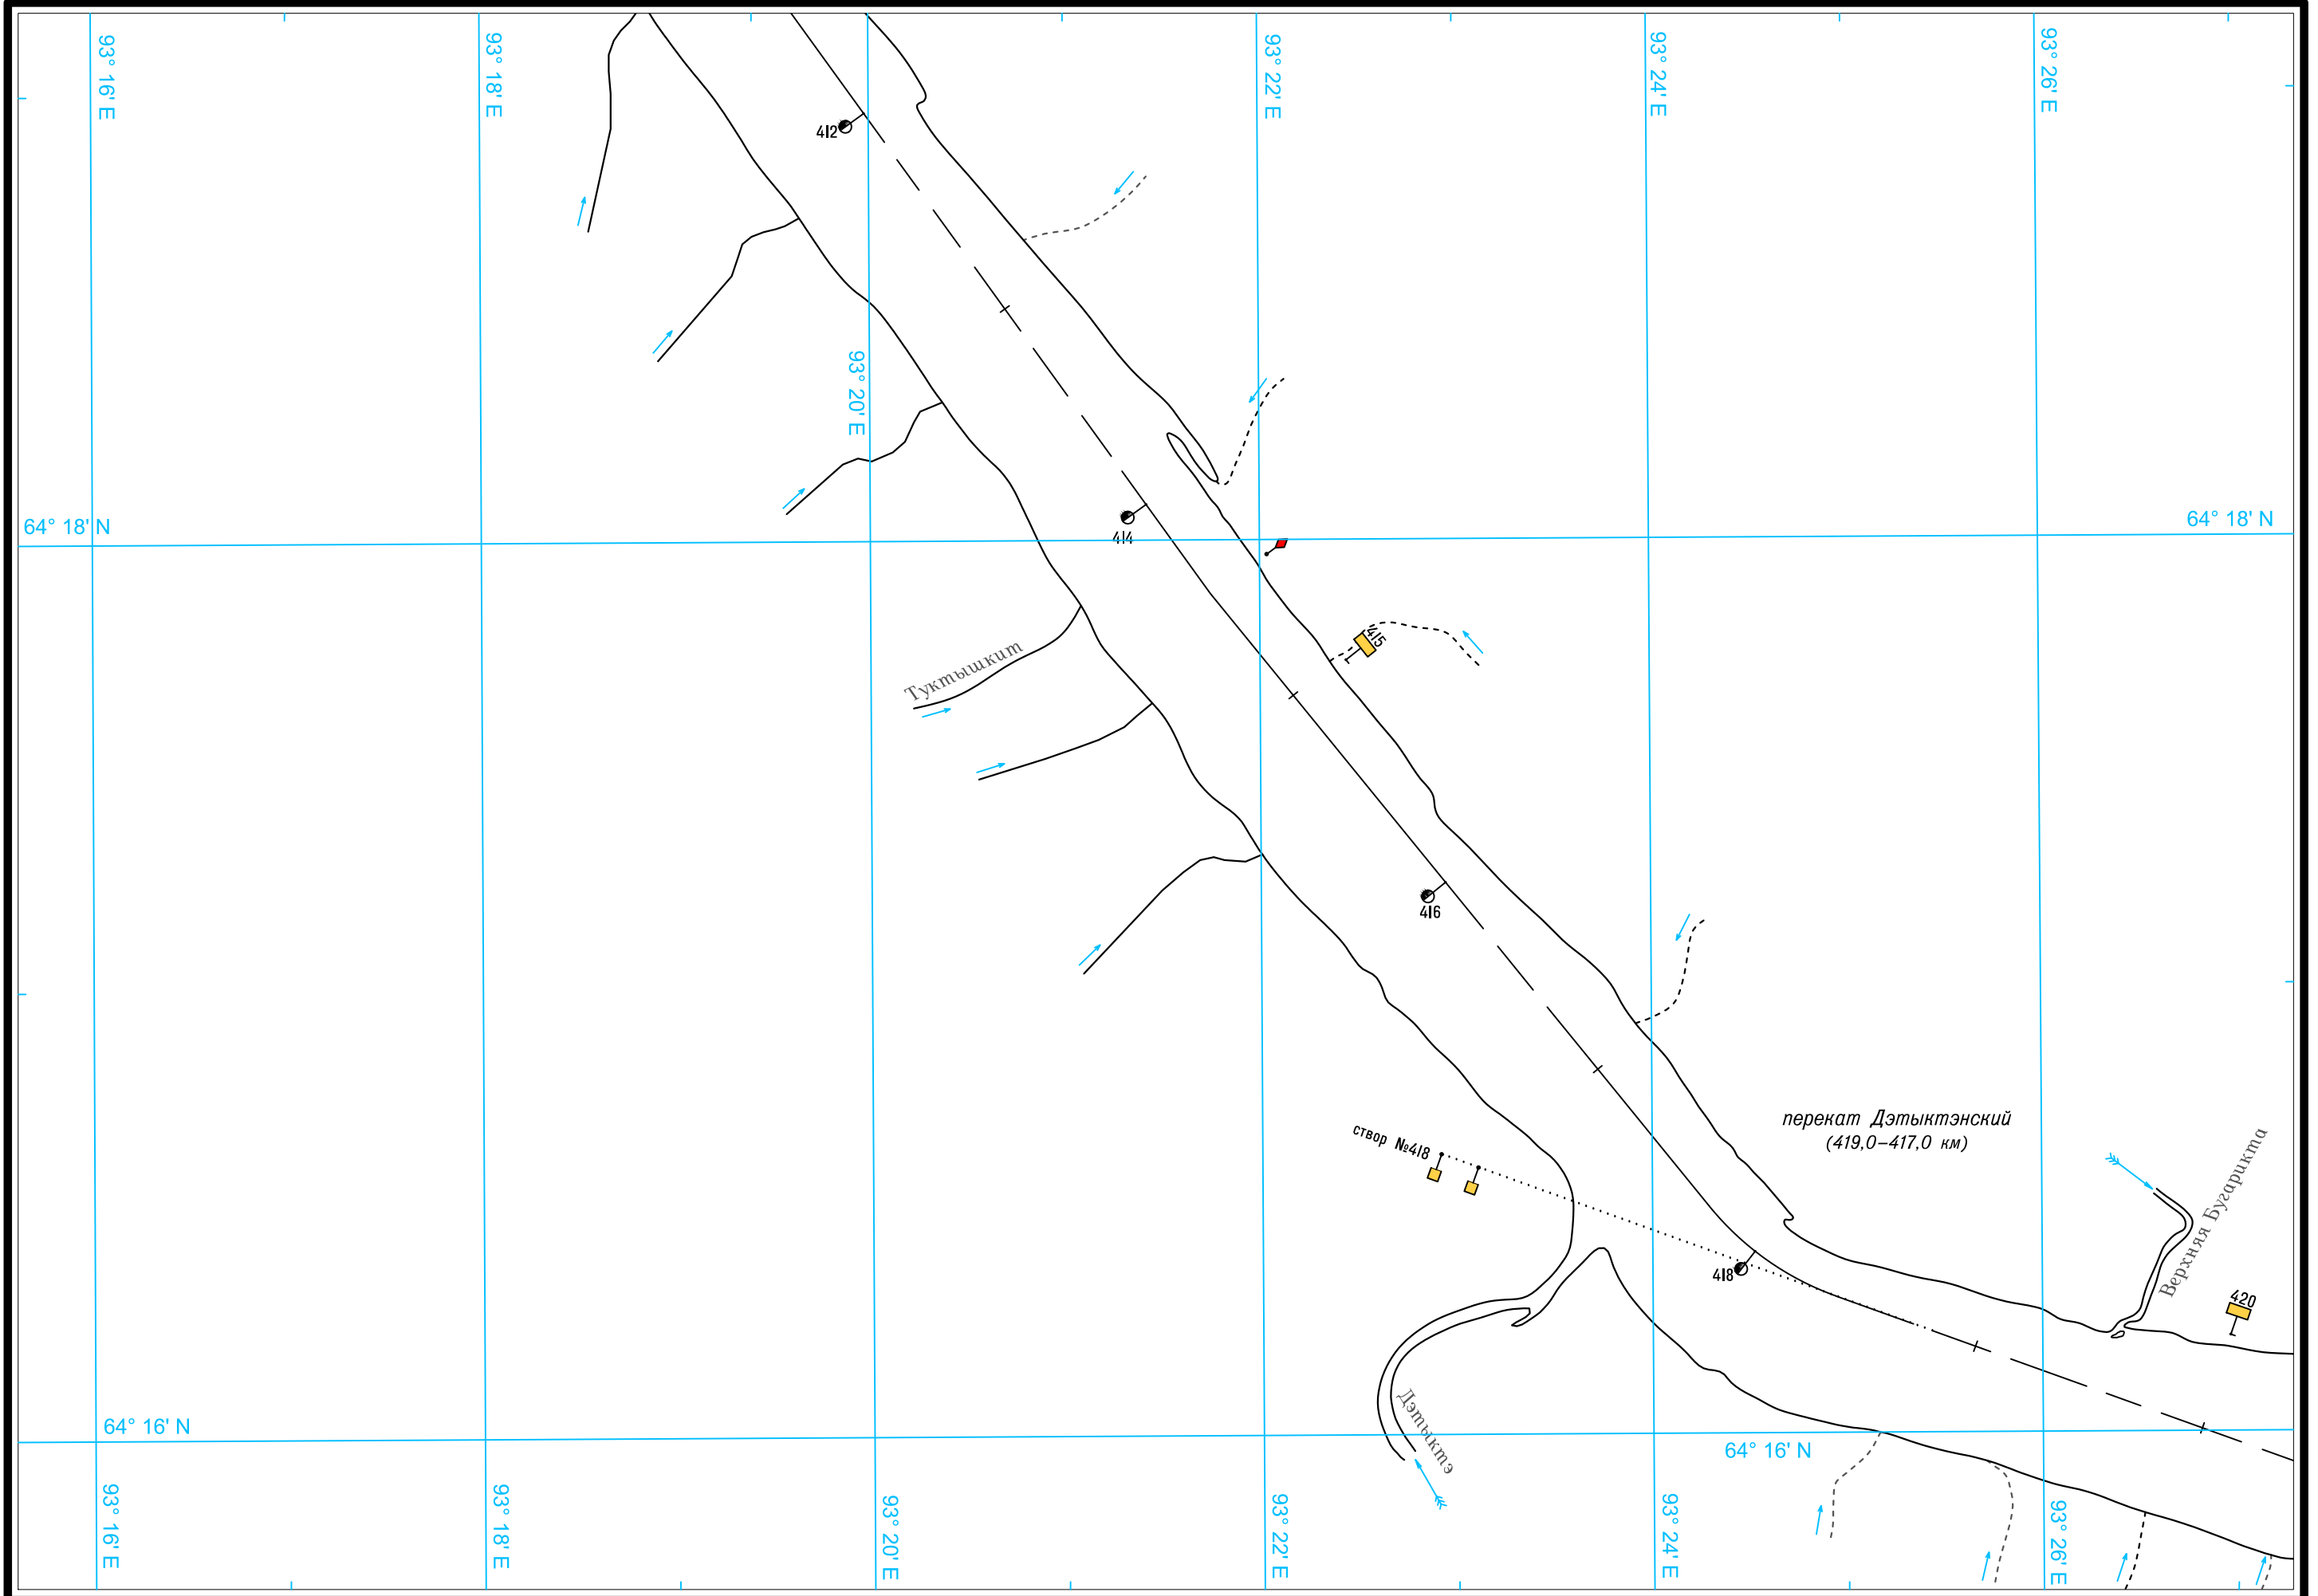 93° 16' E
93° 18' E
93° 22' E
93° 24' E
93° 26' E
412
93° 20' E
64° 18' N
64° 18' N
414
415
Туктышкит
416
перекат Дэтыктэнский
(419,0–417,0 км)
створ №418
Верхняя Бугарикта
418
420
Дэтыктэ
64° 16' N
64° 16' N
93° 16' E
93° 18' E
93° 20' E
93° 22' E
93° 24' E
93° 26' E